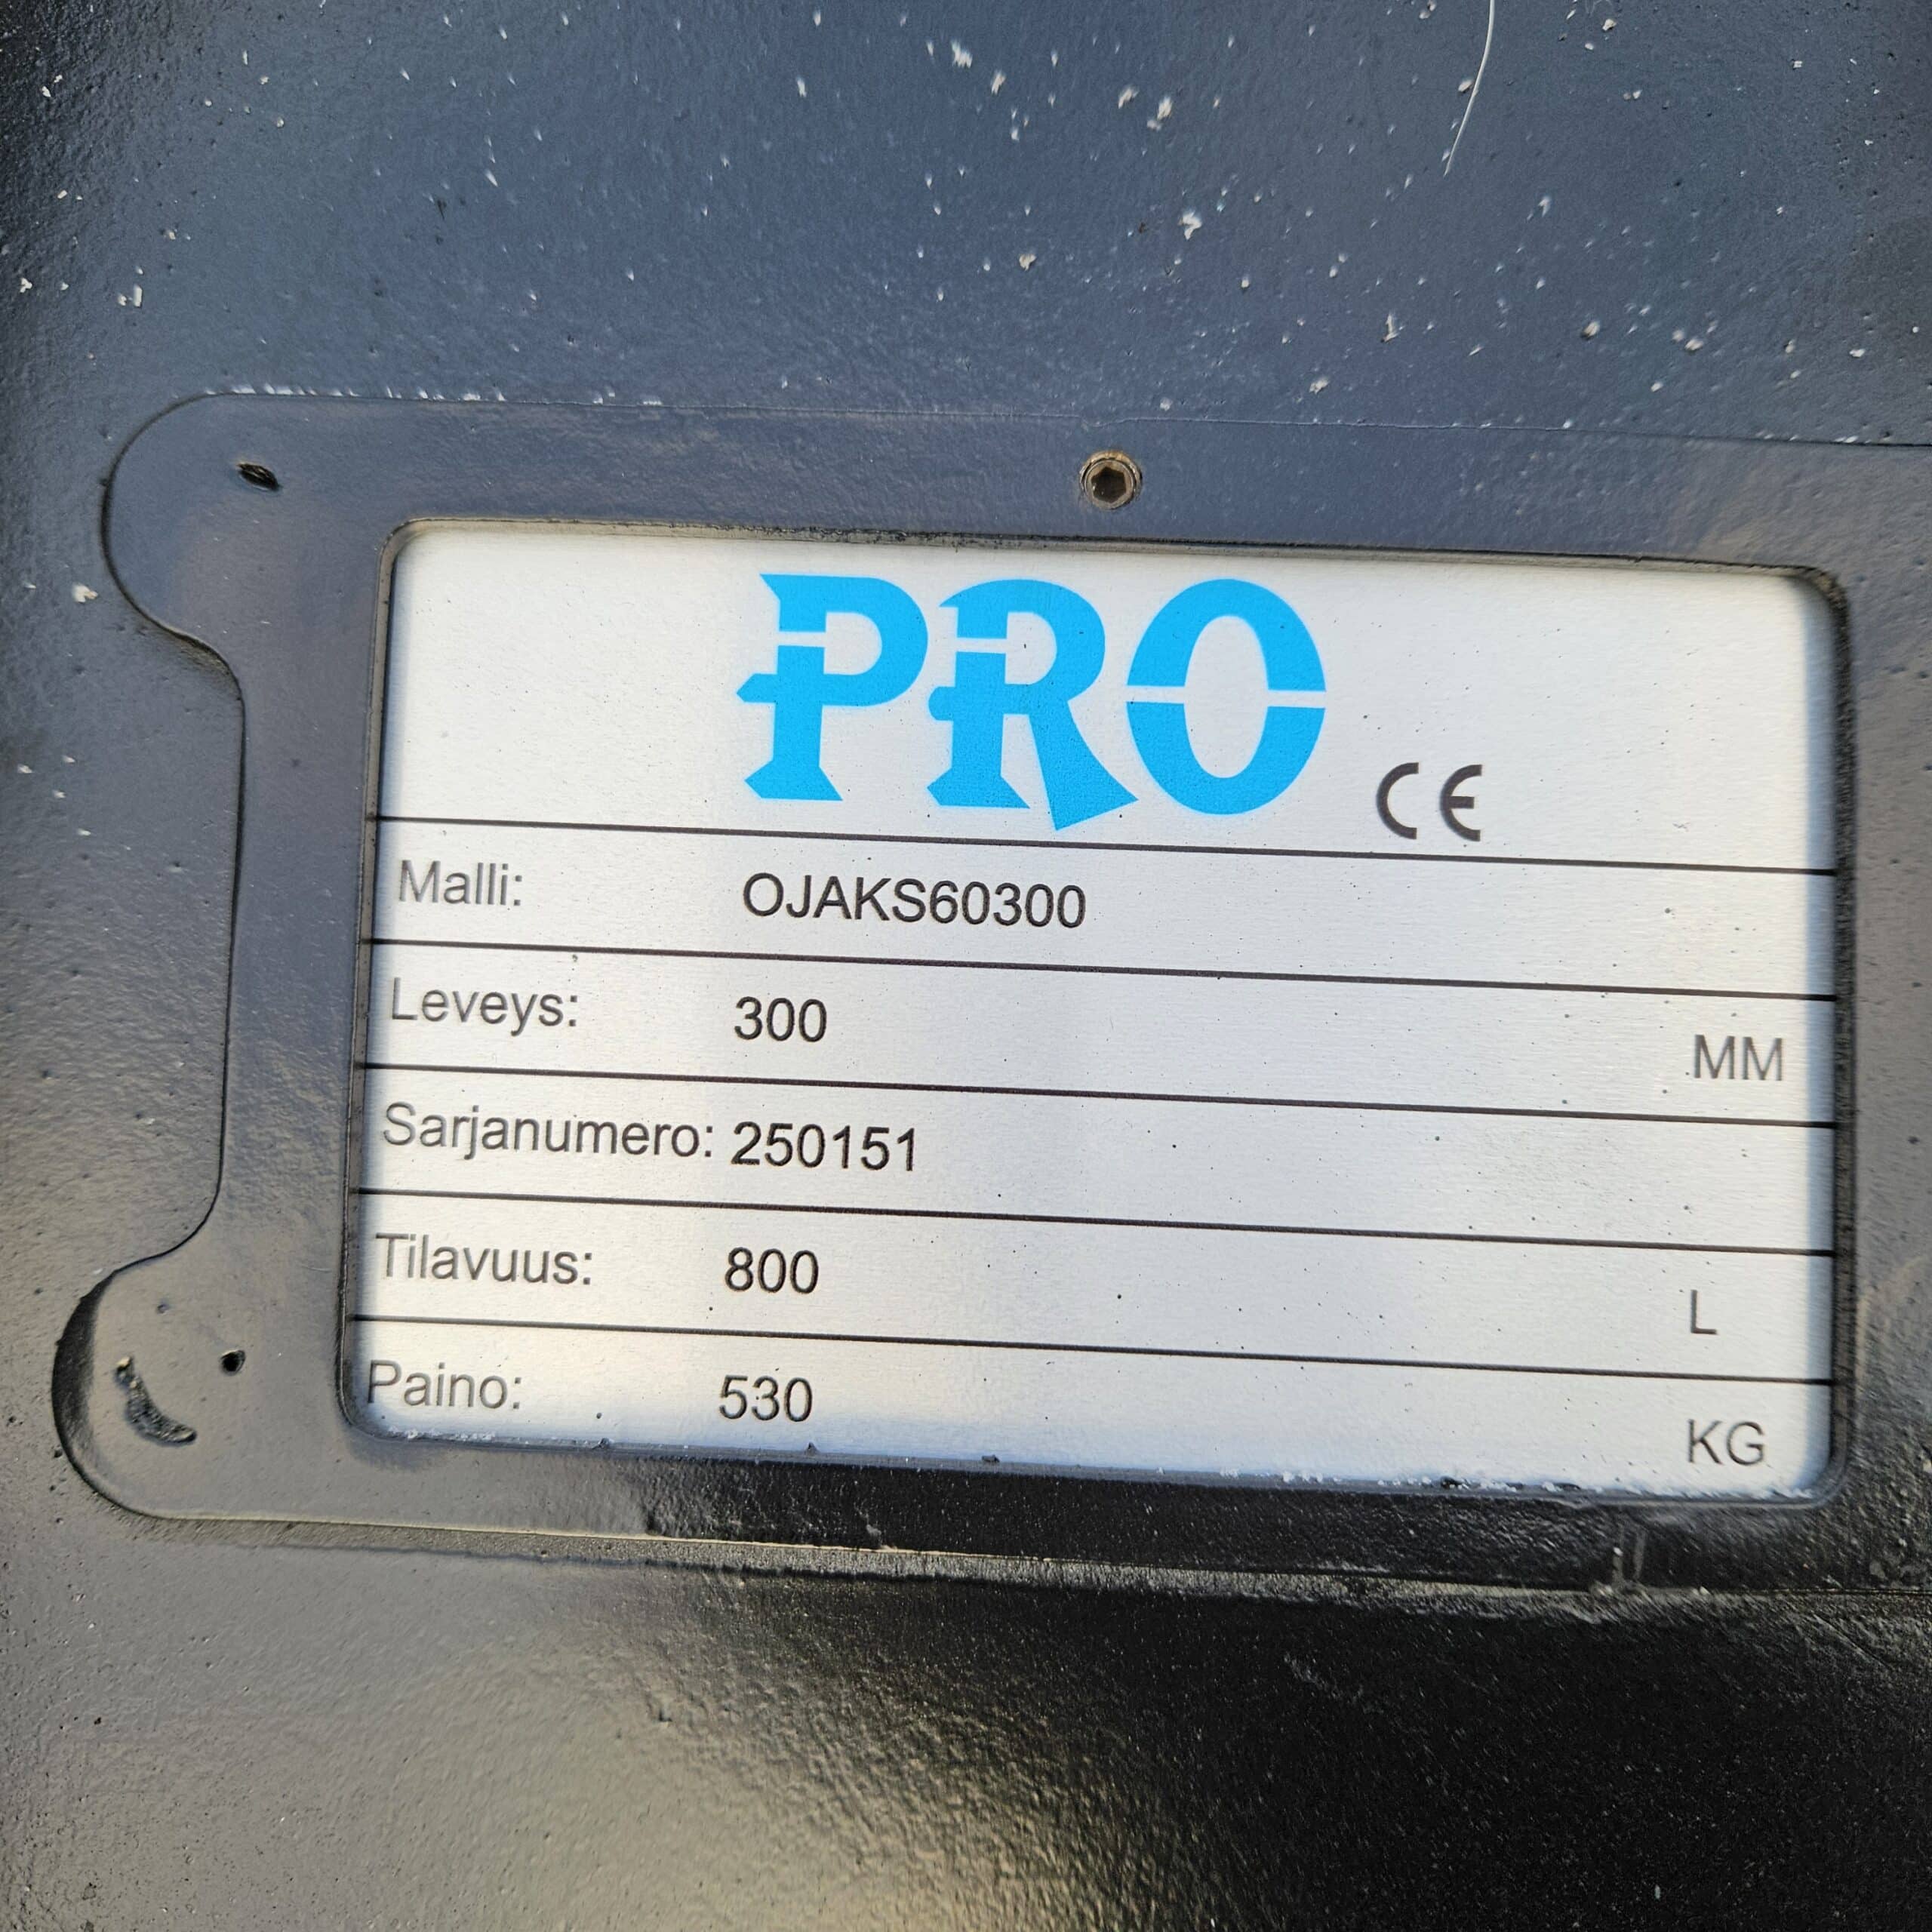 PRO CE
Malli: OJAKS60300
Leveys: 300 MM
Sarjanumero: 250151
Tilavuus: 800 L
Paino: 530 KG